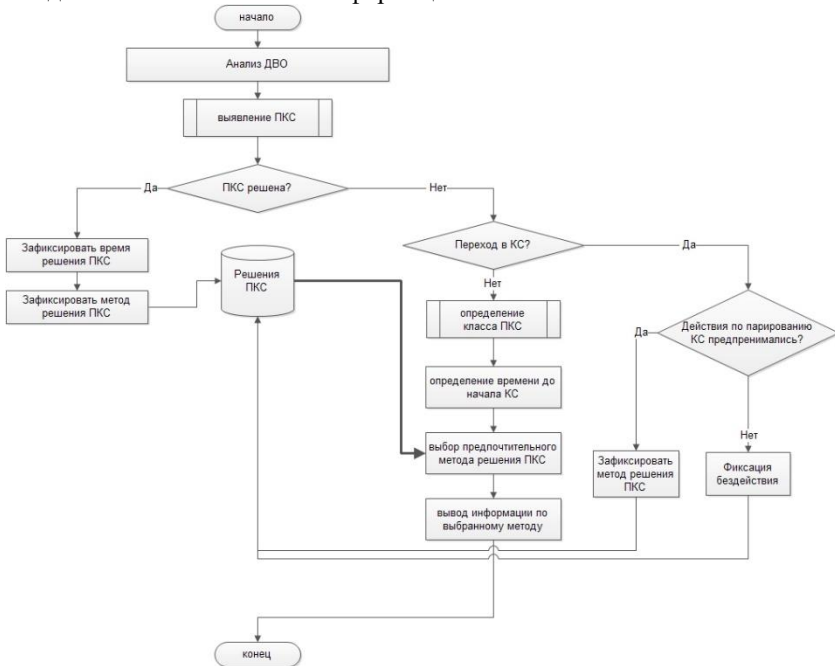 начало
Анализ ДВО
выявление ПКС
ПКС решена?
Да
Нет
Зафиксировать время
решения ПКС
Зафиксировать метод
решения ПКС
Решения
ПКС
Переход в КС?
Да
Нет
определение
класса ПКС
Действия по парированию
КС предпренимались?
Да
Нет
определение времени до
начала КС
выбор предпочтительного
метода решения ПКС
Зафиксировать
метод решения
ПКС
Фиксация
бездействия
вывод информации по
выбранному методу
конец